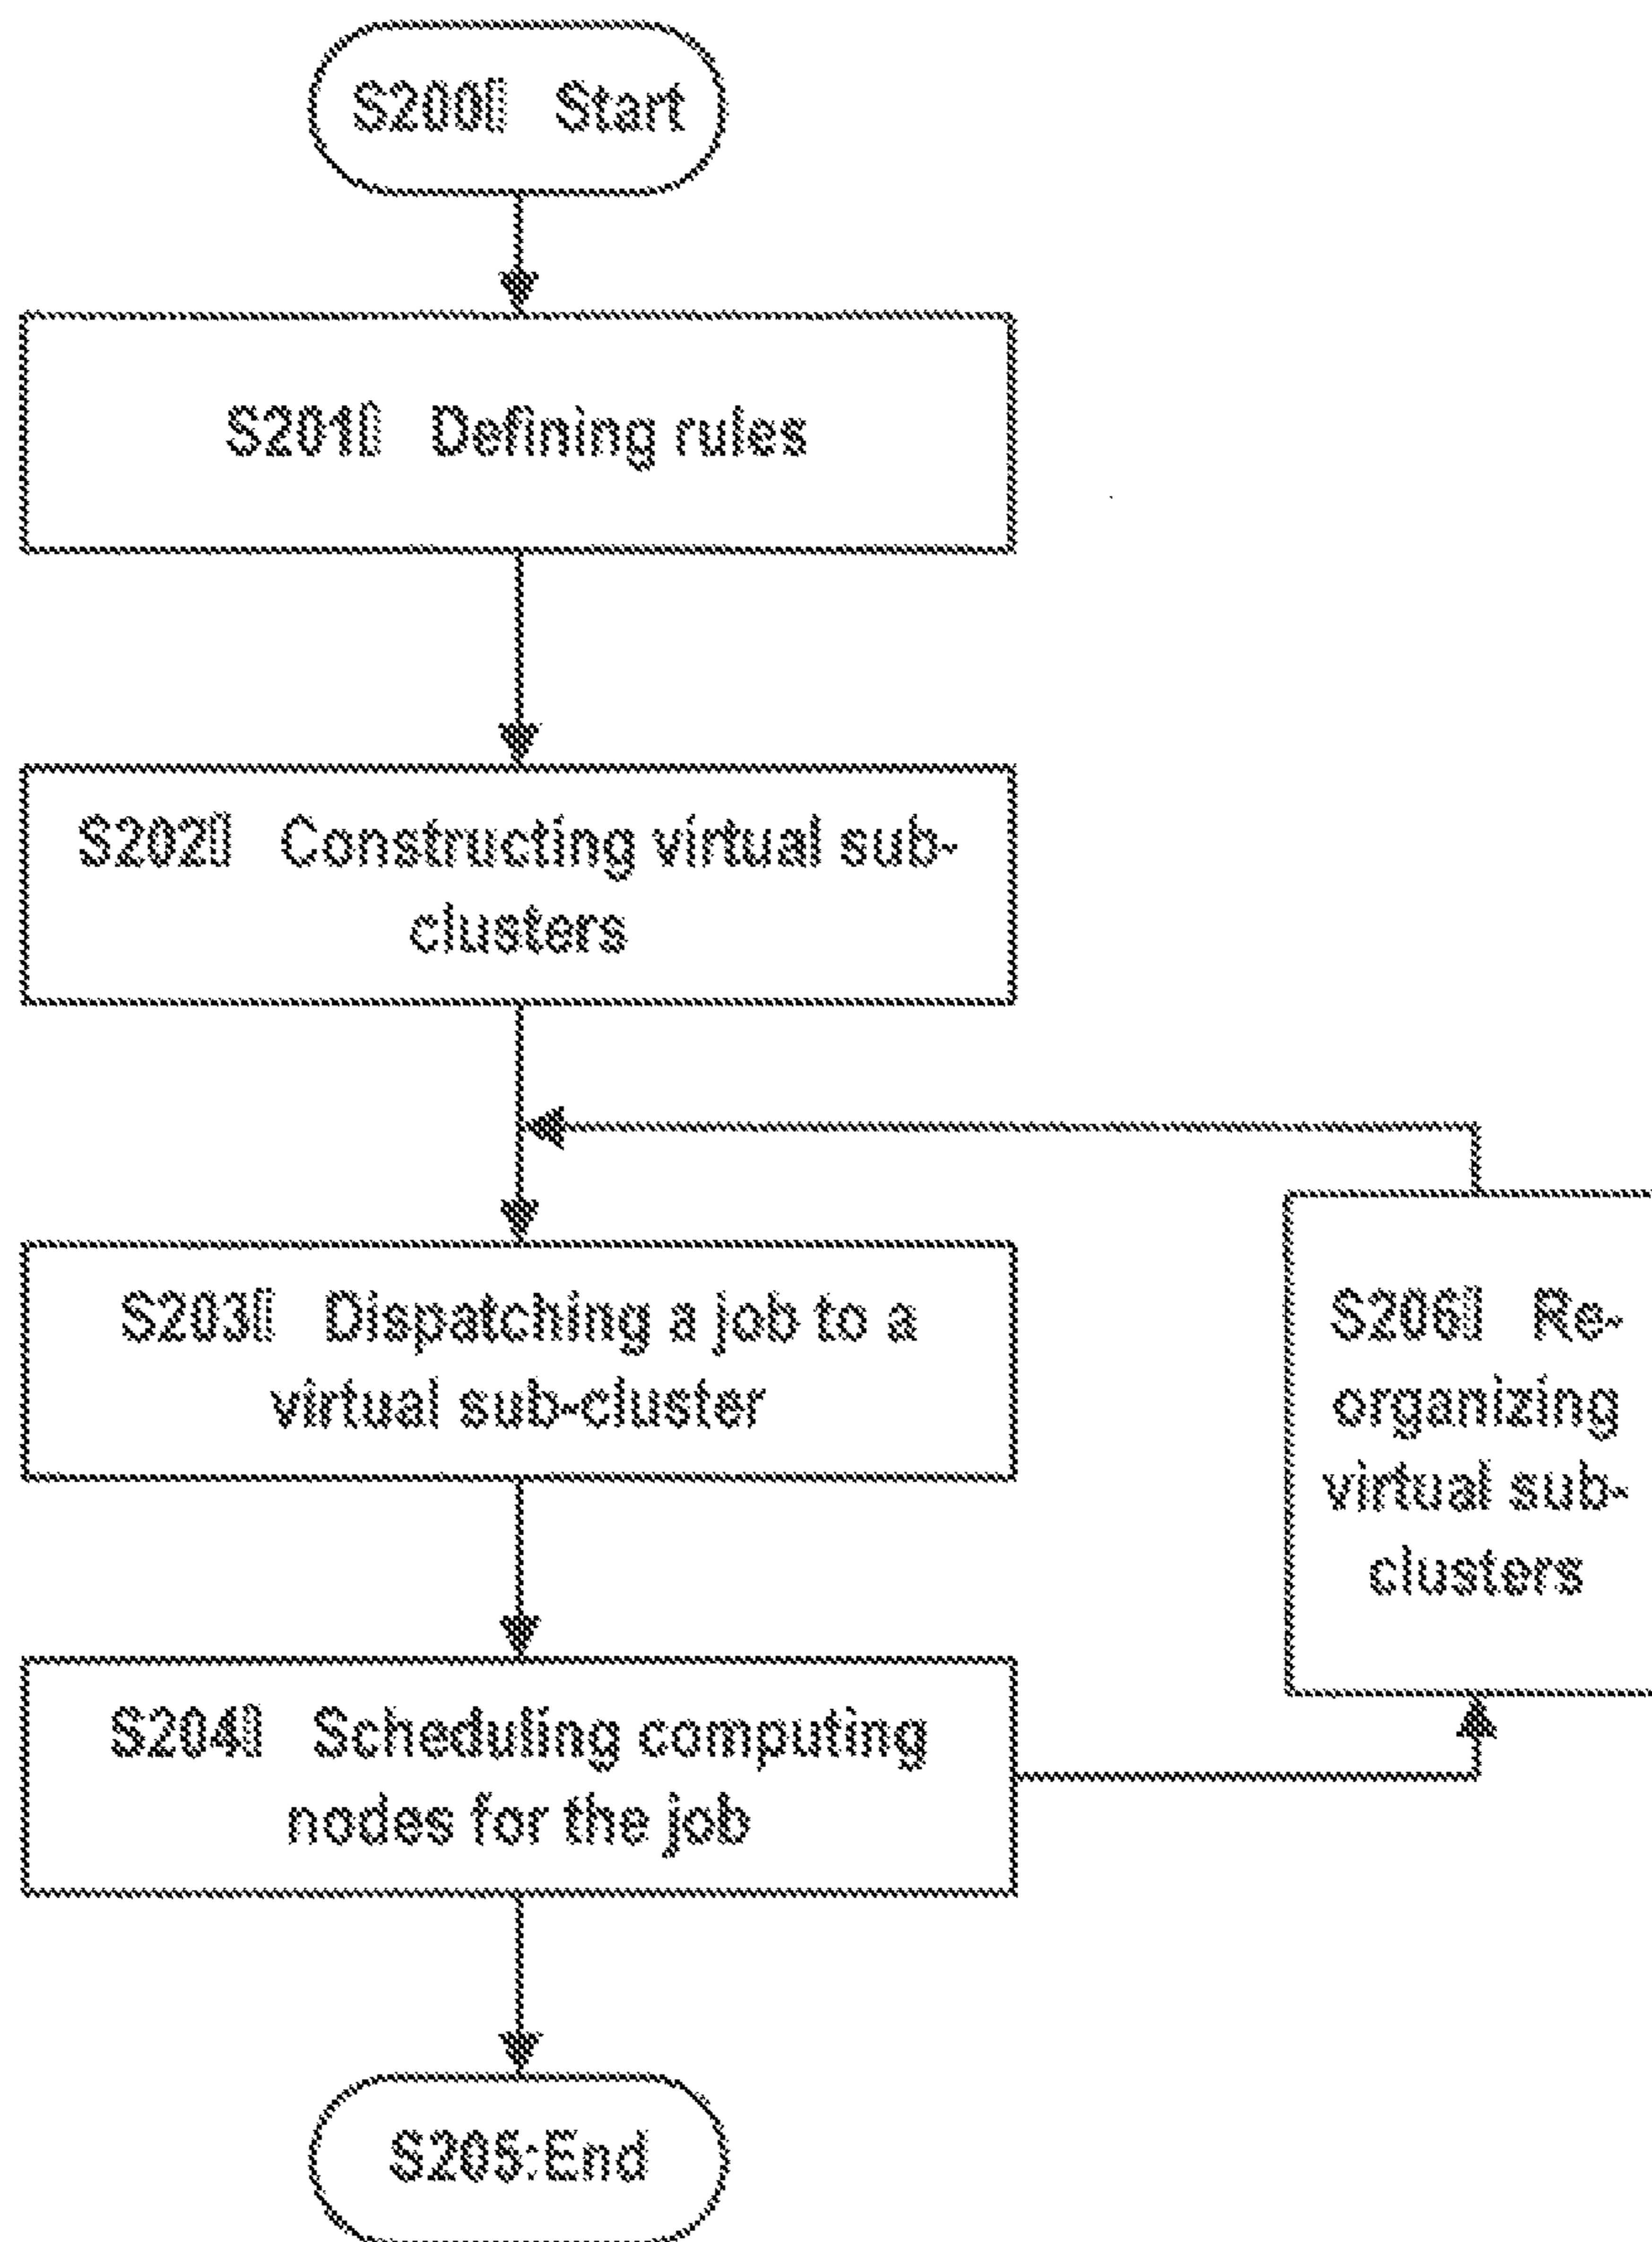 S200▯ Start
S201▯ Defining rules
S202▯ Constructing virtual sub-
clusters
S203▯ Dispatching a job to a
virtual sub-cluster
S206▯ Re-
organizing
virtual sub-
clusters
S204▯ Scheduling computing
nodes for the job
S205:End